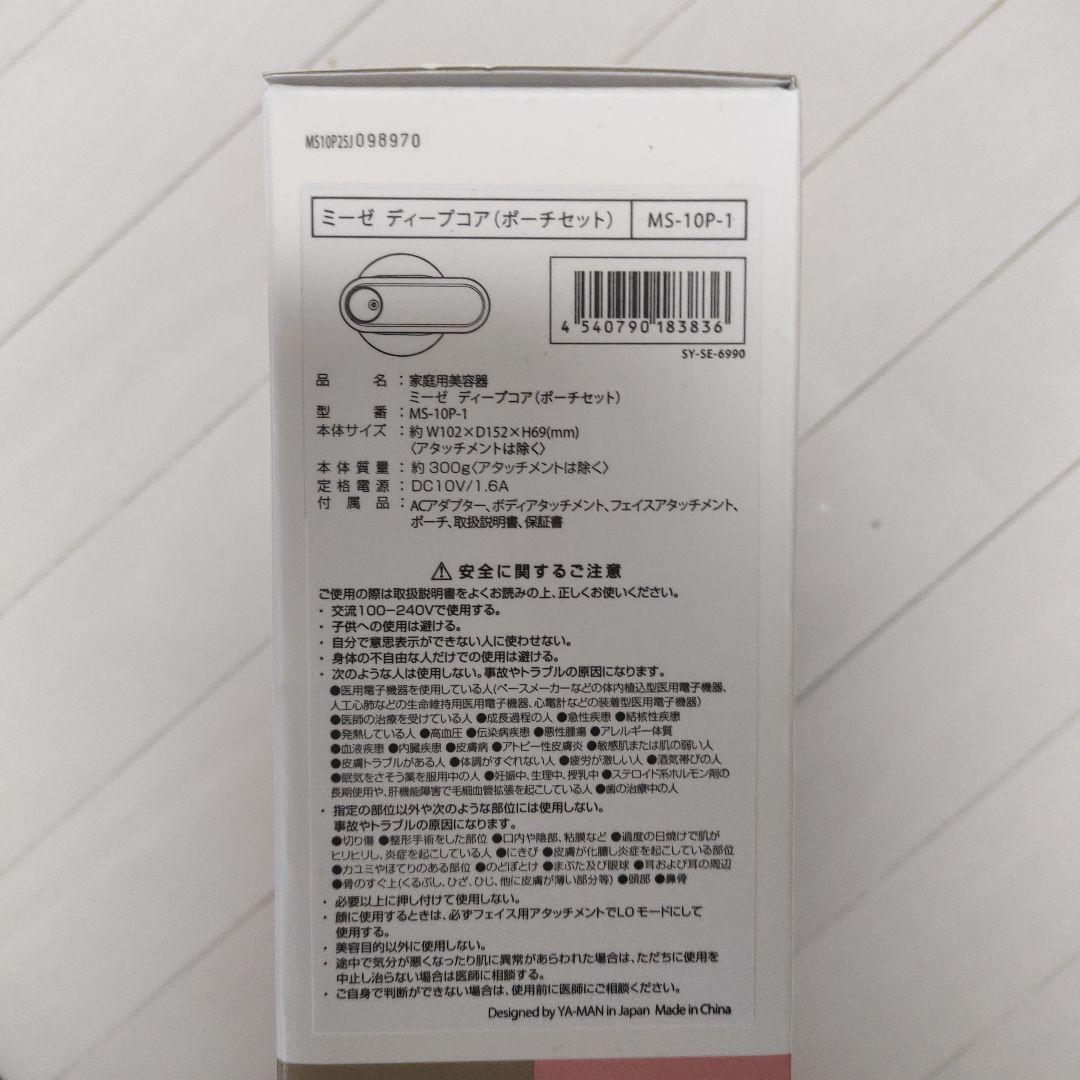 MS10P2SJ098970
ミーゼ ディープコア(ポーチセット) MS-10P-1
4 540790 183836
SY-SE-6990
品名:家庭用美容器
ミーゼ ディープコア(ポーチセット)
型番:MS-10P-1
本体サイズ:約W102×D152×H69(mm)
〈アタッチメントは除く〉
本体質量:約300g〈アタッチメントは除く〉
定格電源:DC10V/1.6A
付属品:ACアダプター、ボディアタッチメント、フェイスアタッチメント、
ポーチ、取扱説明書、保証書
⚠ 安全に関するご注意
ご使用の際は取扱説明書をよくお読みの上、正しくお使いください。
・交流100-240Vで使用する。
・子供への使用は避ける。
・自分で意思表示ができない人に使わせない。
・身体の不自由な人だけでの使用は避ける。
・次のような人は使用しない。事故やトラブルの原因になります。
●医用電子機器を使用している人(ペースメーカーなどの体内植込型医用電子機器、
人工心肺などの生命維持用医用電子機器、心電計などの装着型医用電子機器)
●医師の治療を受けている人 ●成長過程の人 ●急性疾患 ●結核性疾患
●発熱している人 ●高血圧 ●伝染病疾患 ●悪性腫瘍 ●アレルギー体質
●血液疾患 ●内臓疾患 ●皮膚病 ●アトピー性皮膚炎 ●敏感肌または肌の弱い人
●皮膚トラブルがある人 ●体調がすぐれない人 ●疲労が激しい人 ●酒気帯びの人
●眠気をさそう薬を服用中の人 ●妊娠中、生理中、授乳中 ●ステロイド系ホルモン剤の
長期使用や、肝機能障害で毛細血管拡張を起こしている人 ●歯の治療中の人
・指定の部位以外や次のような部位には使用しない。
事故やトラブルの原因になります。
●切り傷 ●整形手術をした部位 ●口内や陰部、粘膜など ●過度の日焼けで肌が
ヒリヒリし、炎症を起こしている人 ●にきび ●皮膚が化膿し炎症を起こしている部位
●カユミやほてりのある部位 ●のどぼとけ ●まぶた及び眼球 ●耳および耳の周辺
●骨のすぐ上(くるぶし、ひざ、ひじ、他に皮膚が薄い部分等) ●頭部 ●鼻骨
・必要以上に押し付けて使用しない。
・顔に使用するときは、必ずフェイス用アタッチメントでLOモードにして
使用する。
・美容目的以外に使用しない。
・途中で気分が悪くなったり肌に異常があらわれた場合は、ただちに使用を
中止し治らない場合は医師に相談する。
・ご自身で判断ができない場合は、使用前に医師にご相談ください。
Designed by YA-MAN in Japan Made in China